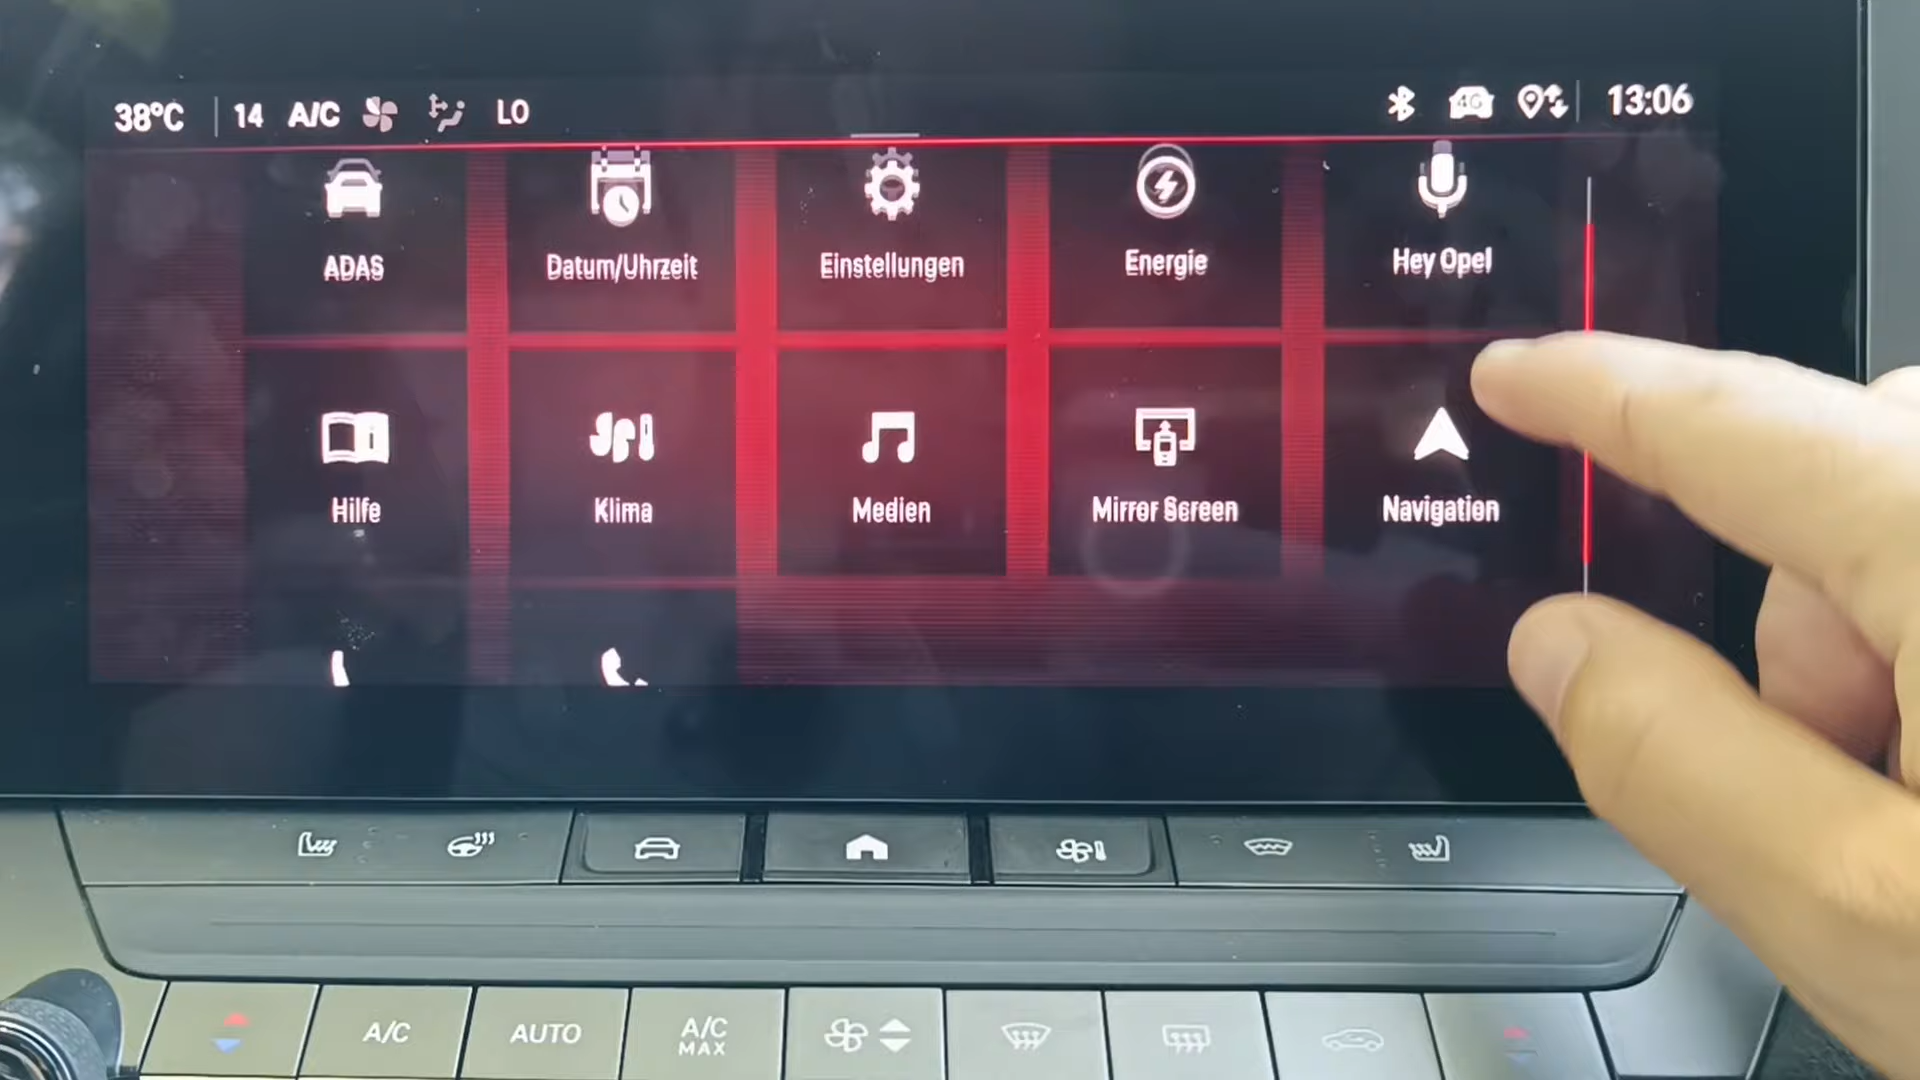 38°C 14 A/C LO 4G 13:06
ADAS Datum/Uhrzeit Einstellungen Energie Hey Opel
Hilfe Klima Medien Mirror Screen Navigation
A/C AUTO A/C
MAX